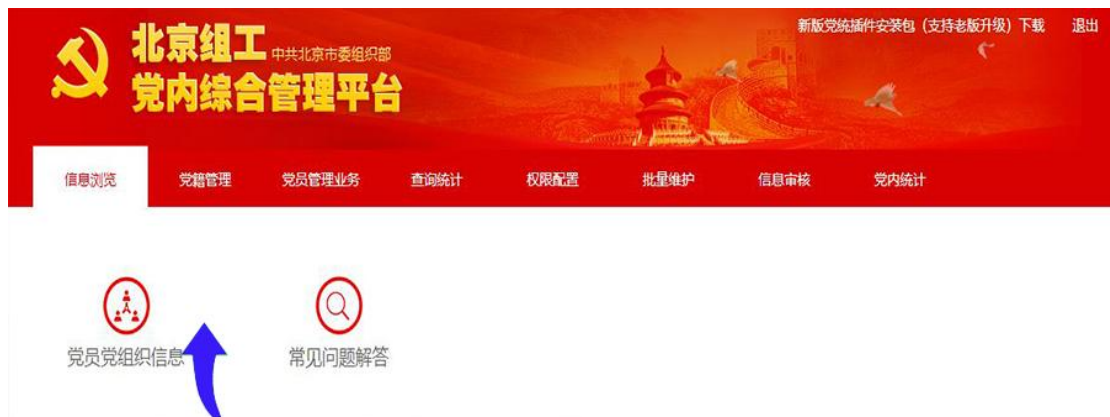 新版党统插件安装包（支持老版升级）下载 退出
北京组工 中共北京市委组织部
党内综合管理平台
信息浏览 党籍管理 党员管理业务 查询统计 权限配置 批量维护 信息审核 党内统计
党员党组织信息 常见问题解答